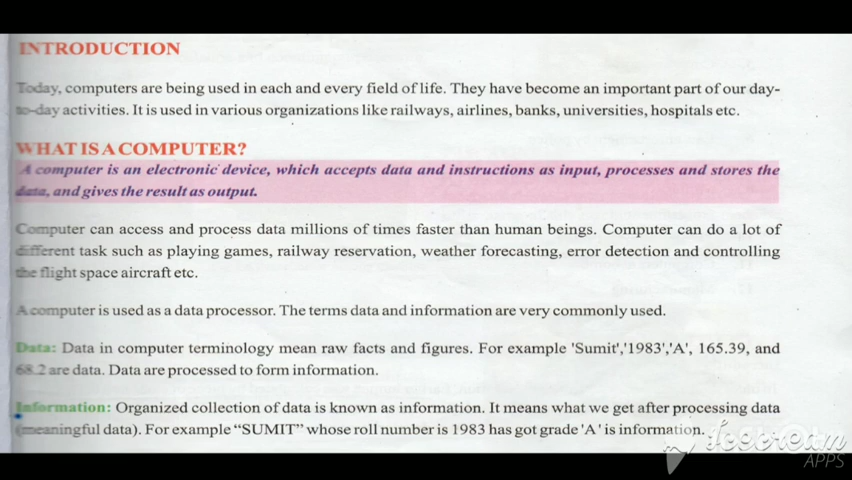 INTRODUCTION
Today, computers are being used in each and every field of life. They have become an important part of our day-
to-day activities. It is used in various organizations like railways, airlines, banks, universities, hospitals etc.
WHAT IS A COMPUTER?
A computer is an electronic device, which accepts data and instructions as input, processes and stores the
data, and gives the result as output.
Computer can access and process data millions of times faster than human beings. Computer can do a lot of
different task such as playing games, railway reservation, weather forecasting, error detection and controlling
the flight space aircraft etc.
A computer is used as a data processor. The terms data and information are very commonly used.
Data: Data in computer terminology mean raw facts and figures. For example 'Sumit','1983','A', 165.39, and
68.2 are data. Data are processed to form information.
Information: Organized collection of data is known as information. It means what we get after processing data
(meaningful data). For example “SUMIT” whose roll number is 1983 has got grade 'A' is information.
IceCream
APPS